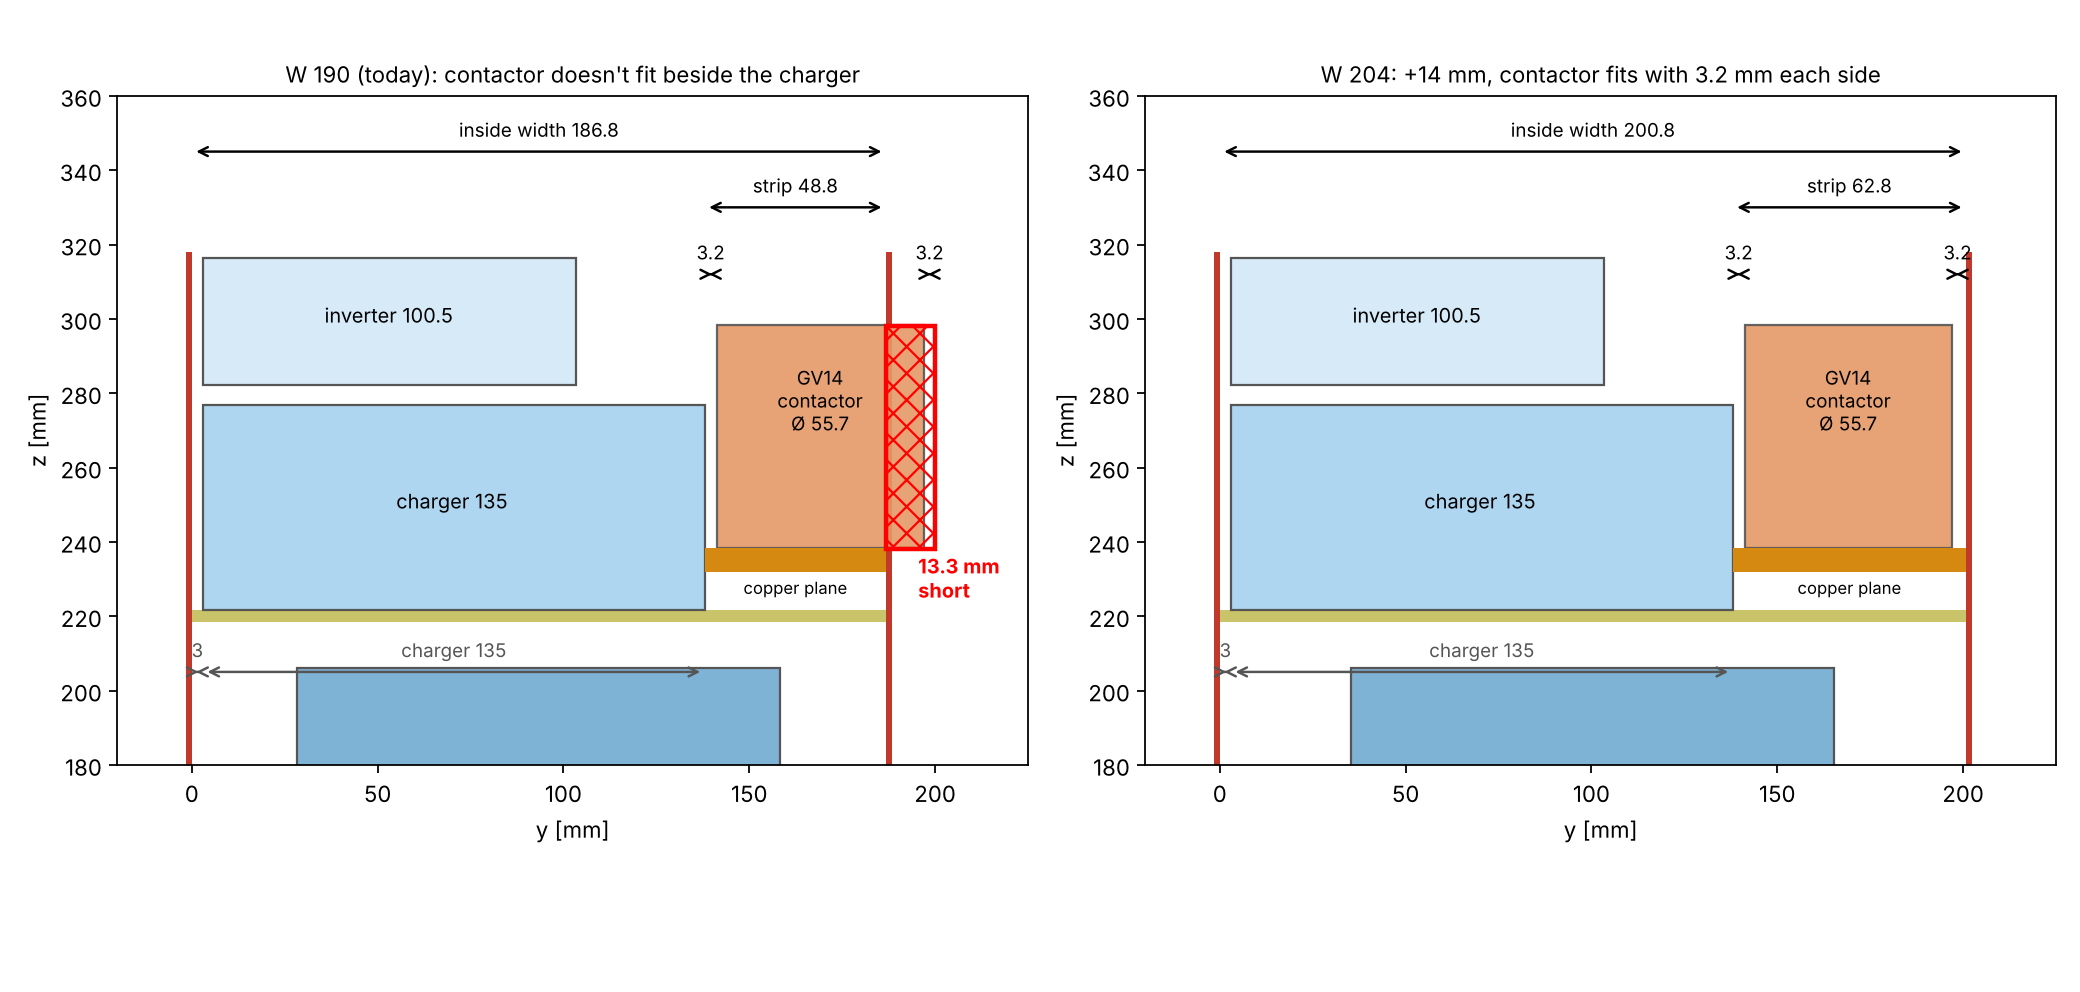 W 190 (today): contactor doesn't fit beside the charger
360
340
320
300
280
260
240
220
200
180
z [mm]
inside width 186.8
strip 48.8
3.2
3.2
inverter 100.5
GV14
contactor
Ø 55.7
charger 135
13.3 mm
short
copper plane
3
charger 135
0
50
100
150
200
y [mm]
W 204: +14 mm, contactor fits with 3.2 mm each side
360
340
320
300
280
260
240
220
200
180
z [mm]
inside width 200.8
strip 62.8
3.2
3.2
inverter 100.5
GV14
contactor
Ø 55.7
charger 135
copper plane
3
charger 135
0
50
100
150
200
y [mm]